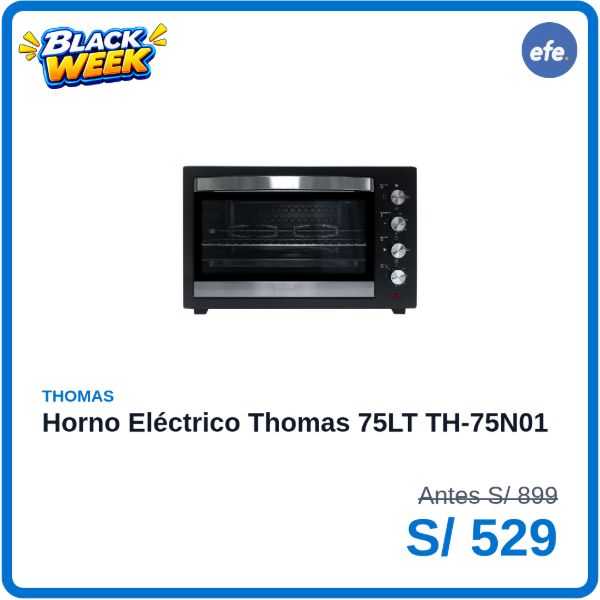 BLACK
WEEK
efe.
THOMAS
Horno Eléctrico Thomas 75LT TH-75N01
Antes S/ 899
S/ 529